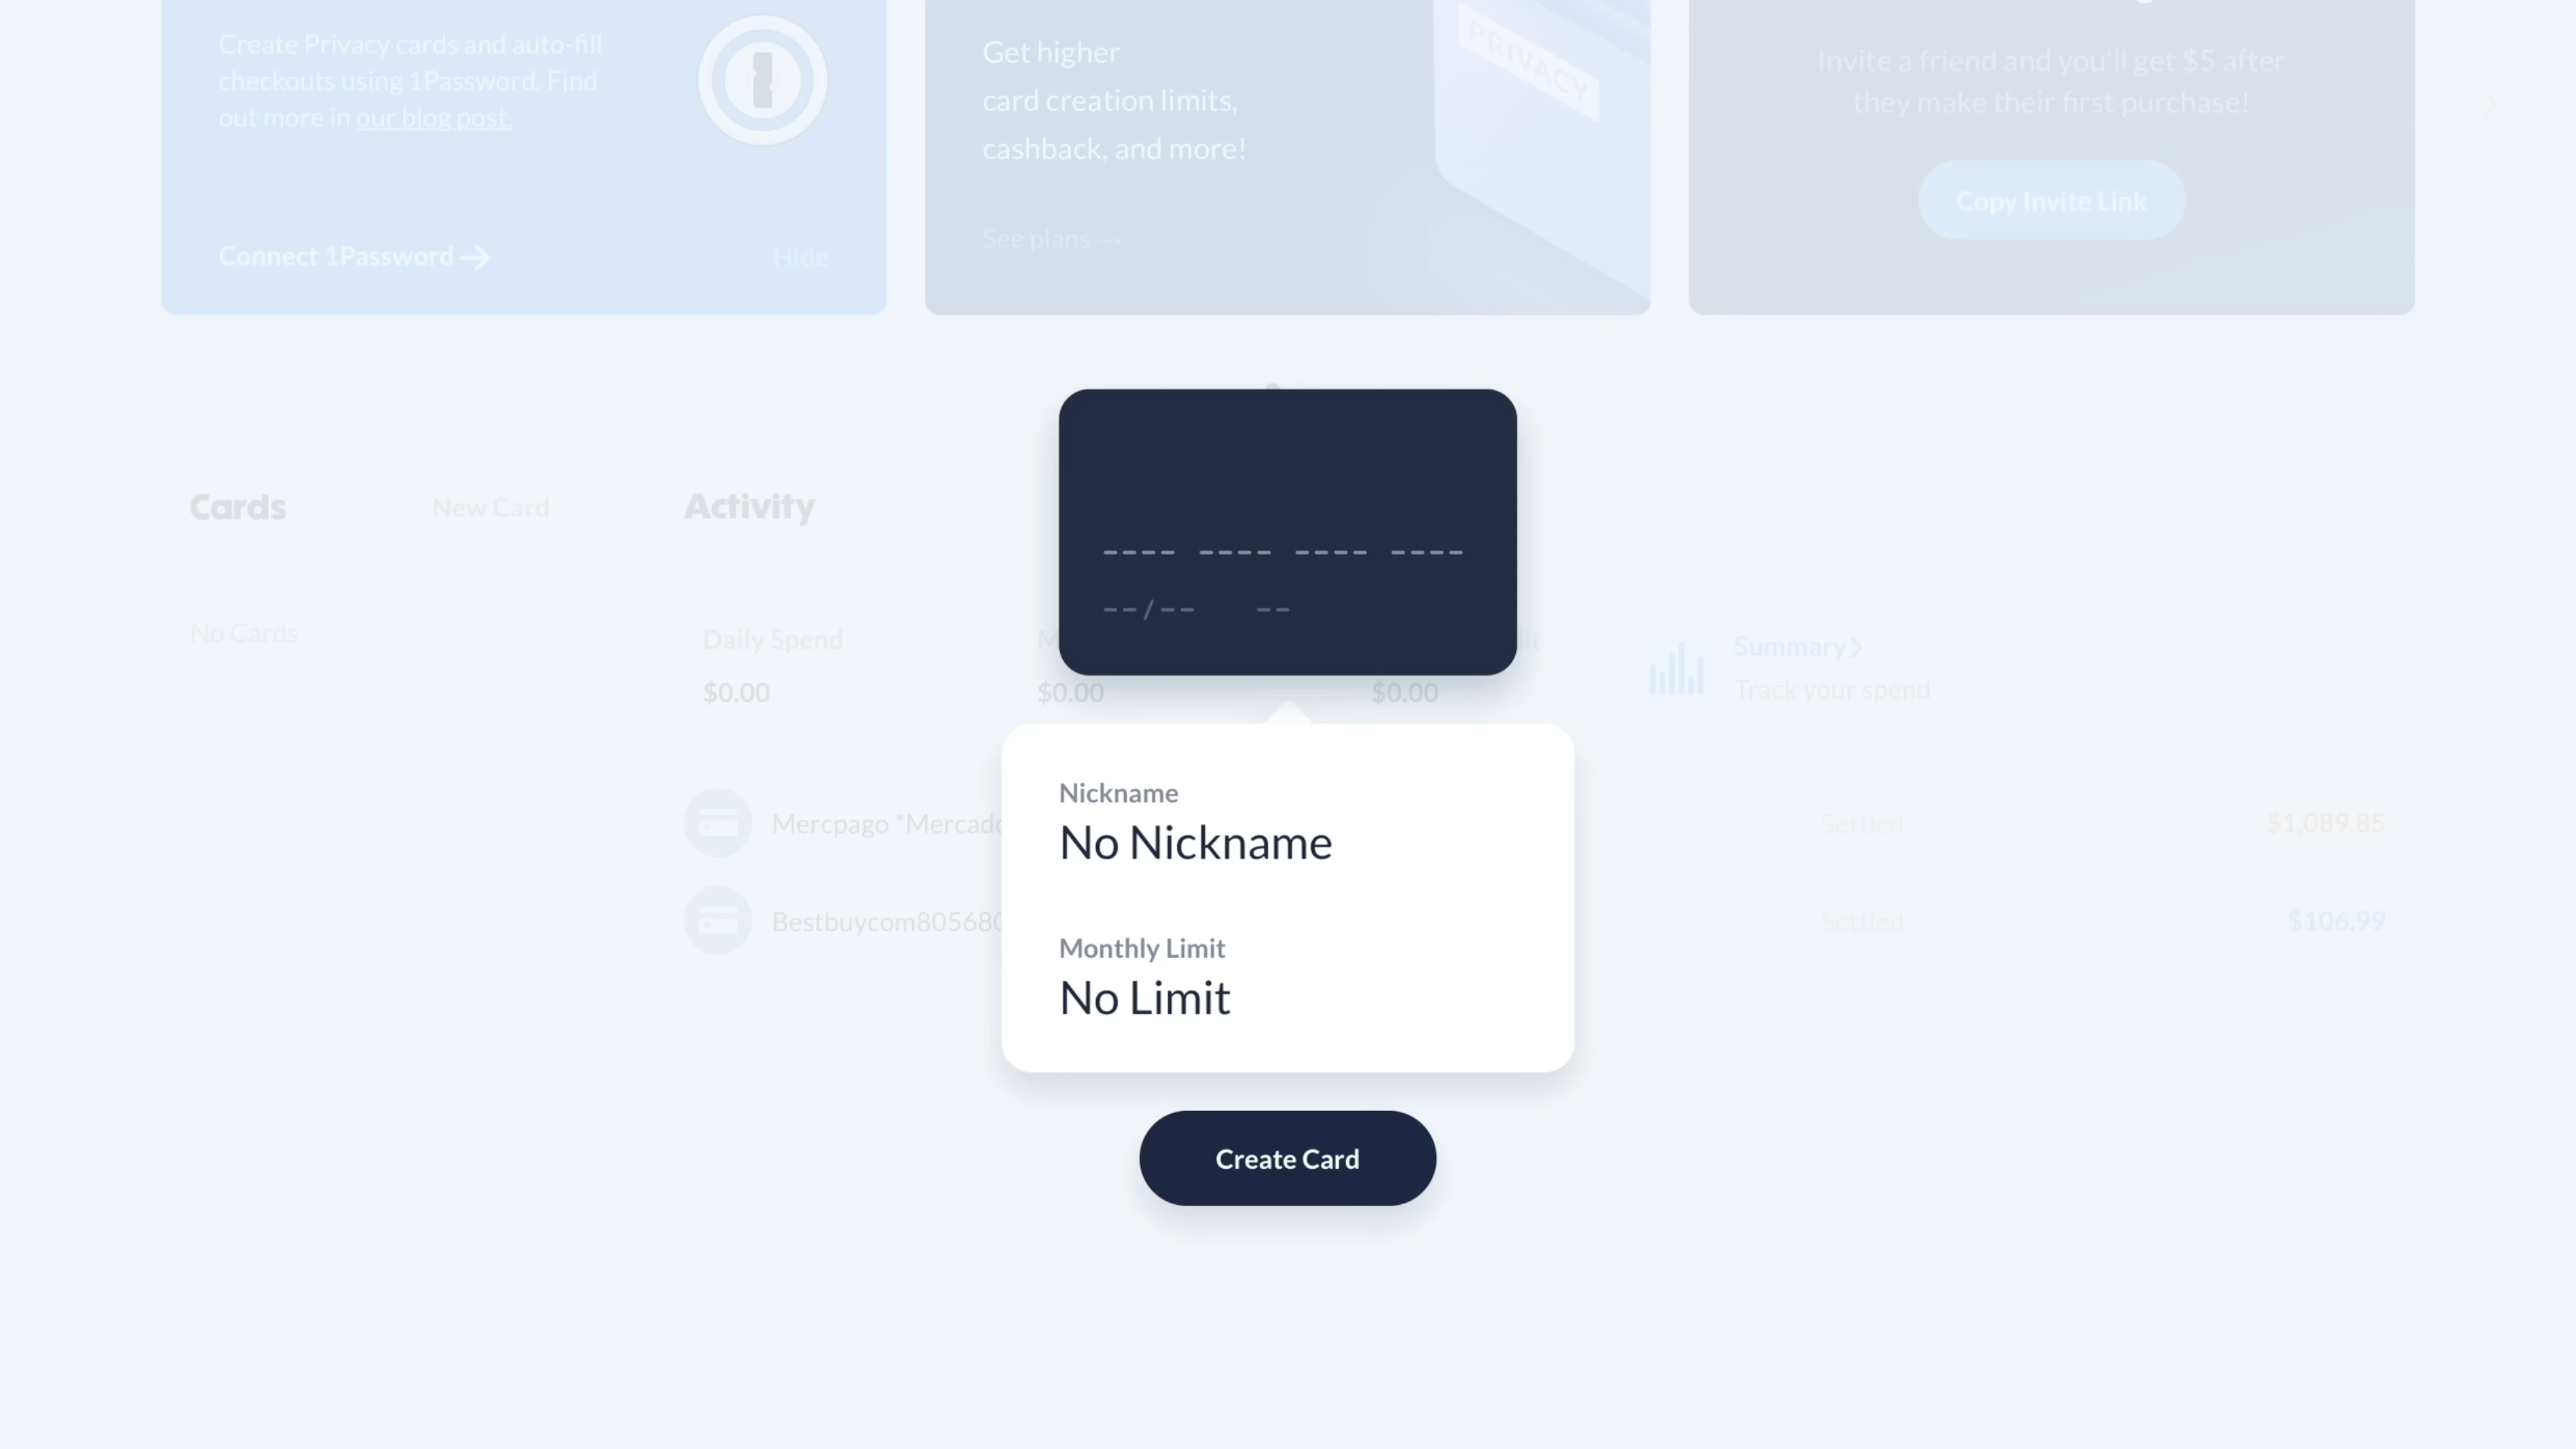 Create Privacy cards and auto-fill
checkouts using 1Password. Find
out more in our blog post.
Connect 1Password
Hide
Get higher
card creation limits,
cashback, and more!
See plans →
PRIVACY
Invite a friend and you'll get $5 after
they make their first purchase!
Copy Invite Link
Cards
New Card
Activity
No Cards
---- ---- ---- ----
--/-- --
Daily Spend
$0.00
$0.00
$0.00
Summary
Track your spend
Mercpago *Mercado
Settled
$1,089.85
Bestbuycom805680
Settled
$106.99
Nickname
No Nickname
Monthly Limit
No Limit
Create Card